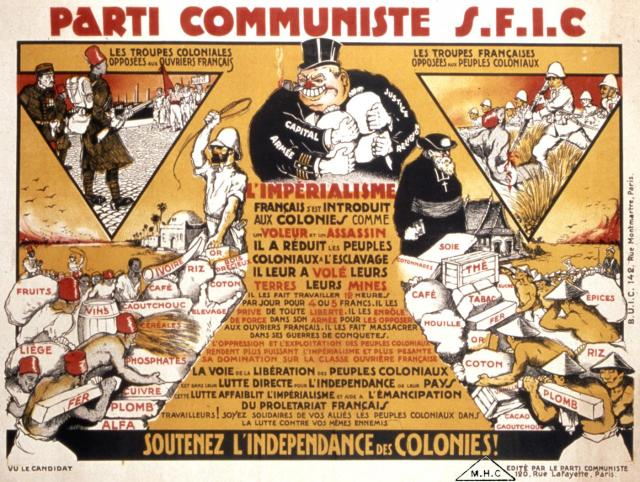 PARTI COMMUNISTE S.F.I.C
LES TROUPES COLONIALES
OPPOSÉES AUX OUVRIERS FRANÇAIS
LES TROUPES FRANÇAISES
OPPOSÉES AUX PEUPLES COLONIAUX
CAPITAL
ARMÉE
JUSTICE
RELIGION
L'IMPÉRIALISME
FRANÇAIS S'EST INTRODUIT
AUX COLONIES COMME
UN VOLEUR ET UN ASSASSIN
IL A RÉDUIT LES PEUPLES
COLONIAUX À L'ESCLAVAGE
IL LEUR A VOLÉ LEURS
TERRES LEURS MINES
IL LES FAIT TRAVAILLER HEURES
PAR JOUR POUR 4 OU 5 FRANCS. IL LES
PRIVE DE TOUTE LIBERTÉ. IL LES ENRÔLE
DE FORCE DANS SON ARMÉE POUR LES OPPOSER
AUX OUVRIERS FRANÇAIS. IL LES FAIT MASSACRER
DANS SES GUERRES DE CONQUETES.
L'OPPRESSION ET L'EXPLOITATION DES PEUPLES COLONIAUX
RENDENT PLUS PUISSANT L'IMPÉRIALISME ET PLUS PESANTE
SA DOMINATION SUR LA CLASSE OUVRIÈRE FRANÇAISE
LA VOIE DE LA LIBÉRATION DES PEUPLES COLONIAUX
EST DANS LEUR LUTTE DIRECTE POUR L'INDEPENDANCE DE LEUR PAYS
CETTE LUTTE AFFAIBLIT L'IMPÉRIALISME ET AIDE A L'ÉMANCIPATION
DU PROLETARIAT FRANÇAIS
TRAVAILLEURS! SOYEZ SOLIDAIRES DE VOS ALLIÉS LES PEUPLES COLONIAUX DANS
LA LUTTE CONTRE VOS MÊMES ENNEMIS
SOUTENEZ L'INDEPENDANCE DES COLONIES!
IVOIRE
RIZ
OR
BOIS
PRÉCIEUX
CAFÉ
COTON
FRUITS
VINS
CAOUTCHOUC
ELEVAGE
CÉRÉALES
LIÈGE
PHOSPHATES
CUIVRE
FER
PLOMB
ALFA
SOIE
COTONNADES
THÉ
SUCRE
CAFÉ
TABAC
ÉPICES
HOUILLE
FER
OR
COTON
RIZ
PLOMB
CACAO
CAOUTCHOUC
VU LE CANDIDAT
M.H.C
EDITÉ PAR LE PARTI COMMUNISTE
120, Rue LaFayette, Paris.
B.U.I.C. 142, Rue Montmartre, Paris.